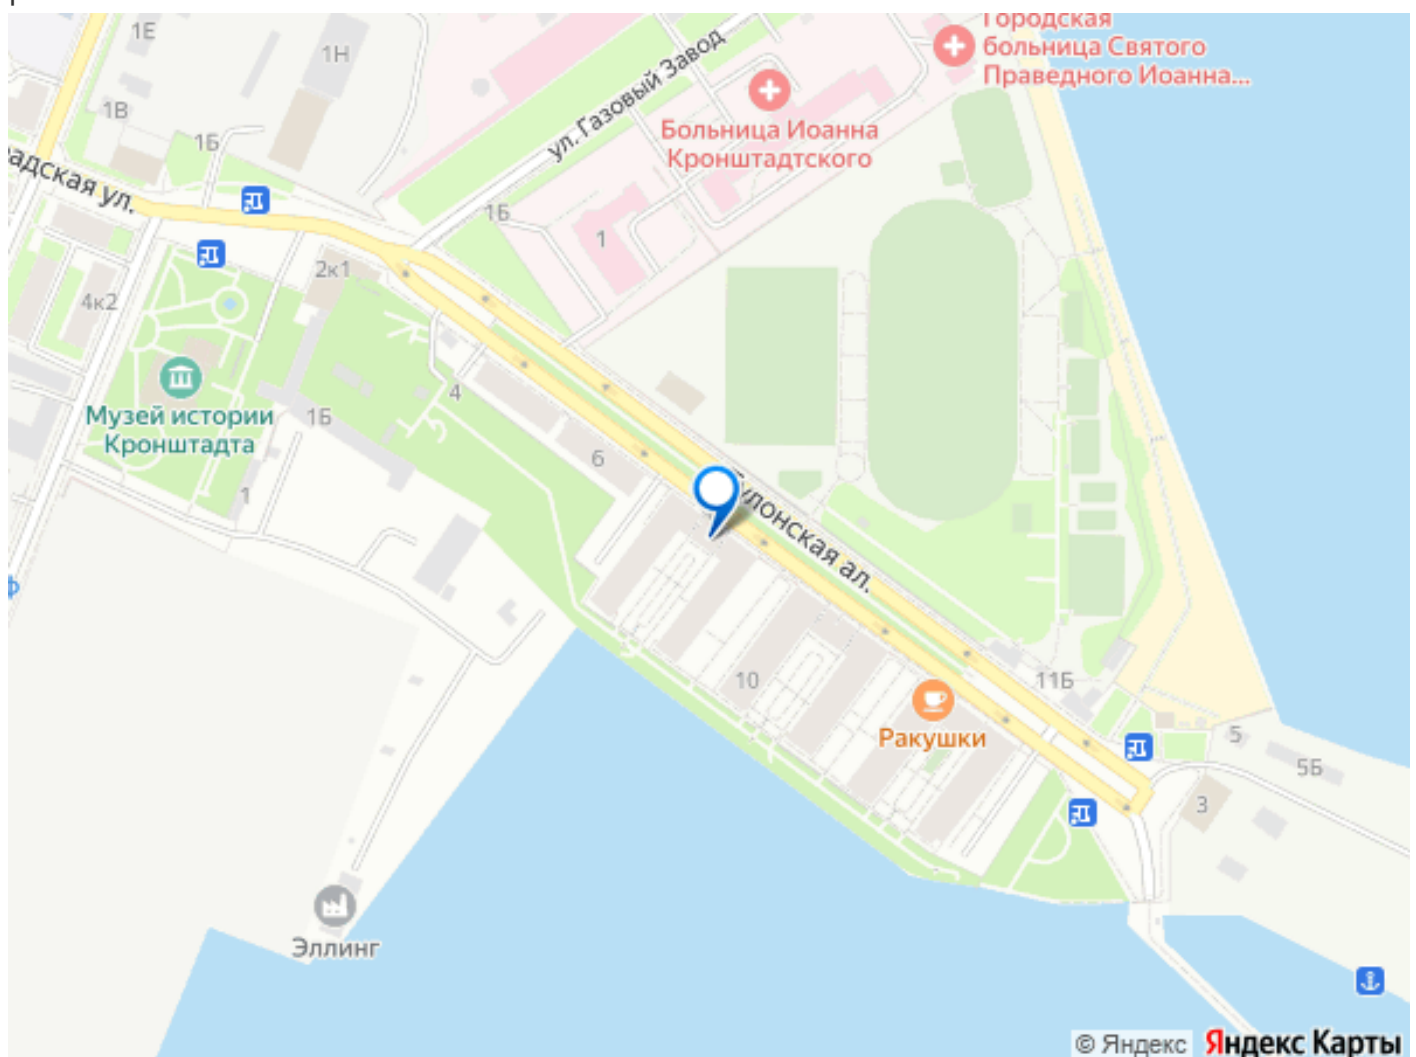 Городская
больница Святого
Праведного Иоанна...
1Е
1Н
ул. Газовый Завод
1В
Больница Иоанна
Кронштадтского
1Б
адская ул.
1Б
1
2к1
4к2
Музей истории
Кронштадта
4
1Б
6
1
Тулонская ал.
10
11Б
Ракушки
5
5Б
3
Эллинг
© Яндекс Яндекс Карты